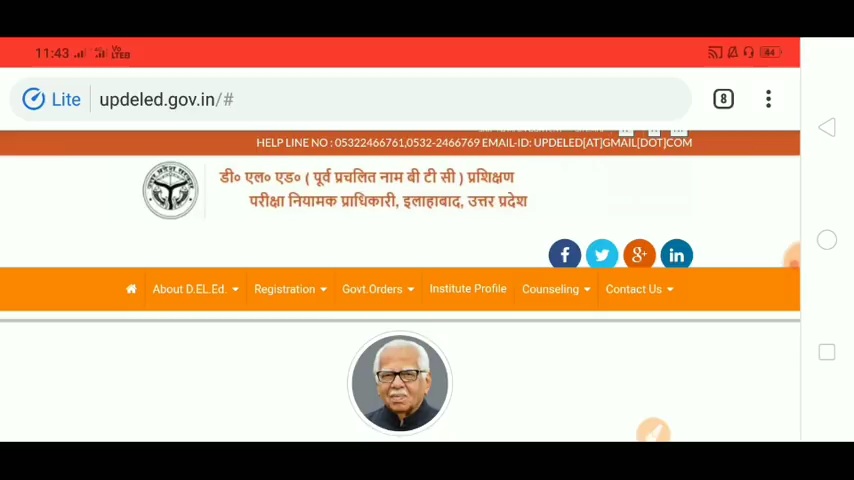 11:43
Lite updeled.gov.in/#
8
44
HELP LINE NO : 05322466761,0532-2466769 EMAIL-ID: UPDELED[AT]GMAIL[DOT]COM
डी० एल० एड० ( पूर्व प्रचलित नाम बी टी सी ) प्रशिक्षण
परीक्षा नियामक प्राधिकारी, इलाहाबाद, उत्तर प्रदेश
About D.EL.Ed. Registration Govt.Orders Institute Profile Counseling Contact Us